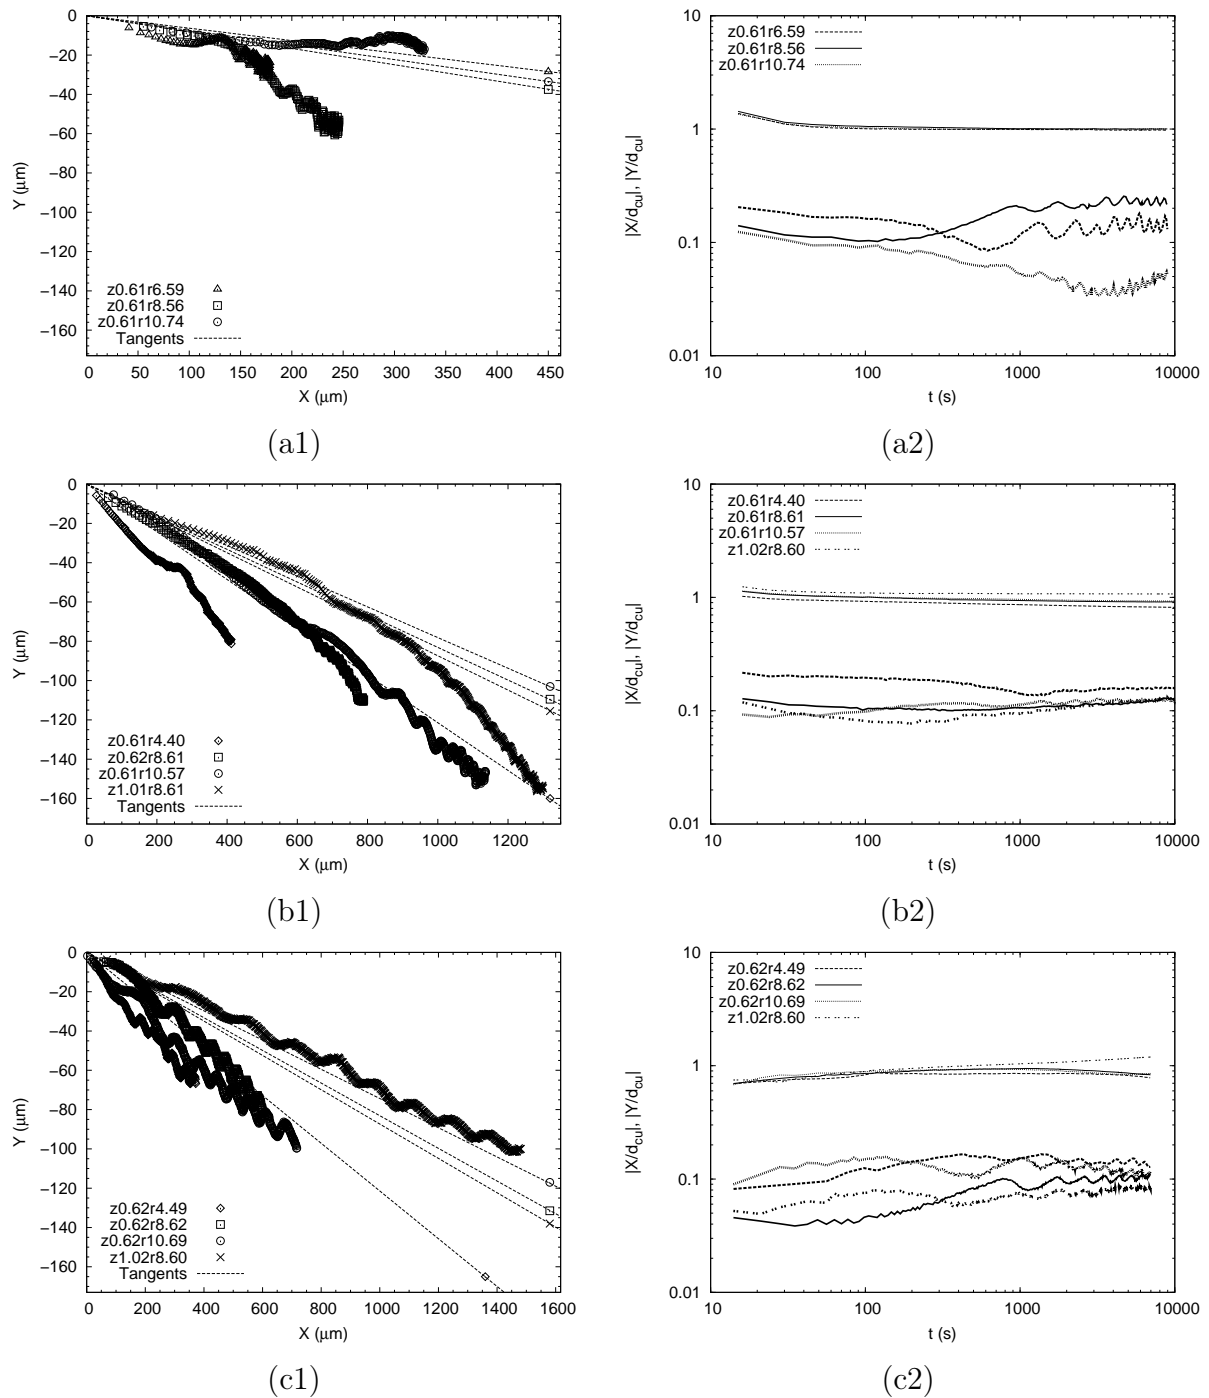 0
−20
−40
−60
−80
−100
−120
−140
−160
Y (μm)
z0.61r6.59
z0.61r8.56
z0.61r10.74
Tangents
0 50 100 150 200 250 300 350 400 450
X (μm)
(a1)
10
1
0.1
0.01
|X/d_cu|, |Y/d_cu|
z0.61r6.59
z0.61r8.56
z0.61r10.74
10 100 1000 10000
t (s)
(a2)
0
−20
−40
−60
−80
−100
−120
−140
−160
Y (μm)
z0.61r4.40
z0.62r8.61
z0.61r10.57
z1.01r8.61
Tangents
0 200 400 600 800 1000 1200
X (μm)
(b1)
10
1
0.1
0.01
|X/d_cu|, |Y/d_cu|
z0.61r4.40
z0.61r8.61
z0.61r10.57
z1.02r8.60
10 100 1000 10000
t (s)
(b2)
0
−20
−40
−60
−80
−100
−120
−140
−160
Y (μm)
z0.62r4.49
z0.62r8.62
z0.62r10.69
z1.02r8.60
Tangents
0 200 400 600 800 1000 1200 1400 1600
X (μm)
(c1)
10
1
0.1
0.01
|X/d_cu|, |Y/d_cu|
z0.62r4.49
z0.62r8.62
z0.62r10.69
z1.02r8.60
10 100 1000 10000
t (s)
(c2)